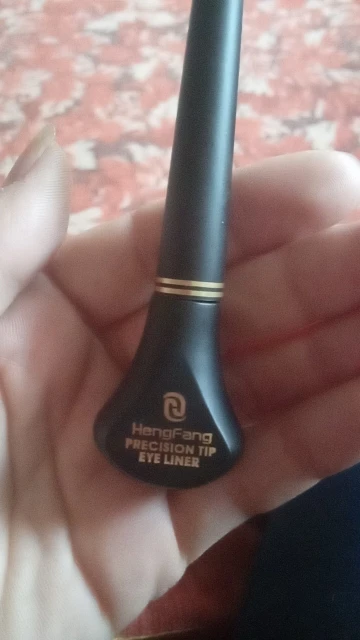 HengFang
PRECISION TIP
EYE LINER